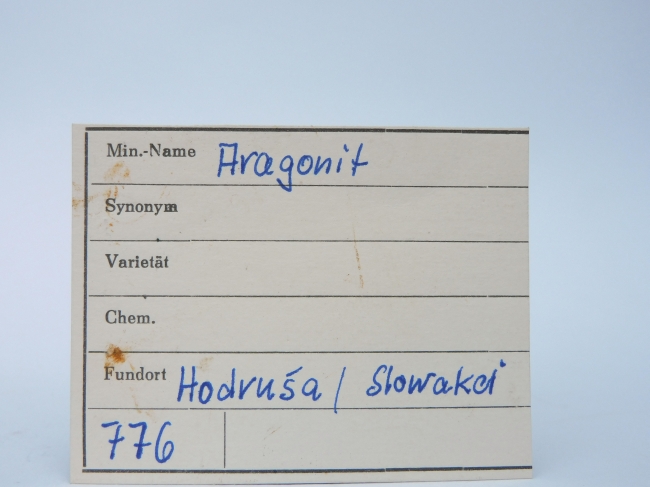 Min.-Name Aragonit
Synonym
Varietät
Chem.
Fundort Hodruša / Slowakei
776